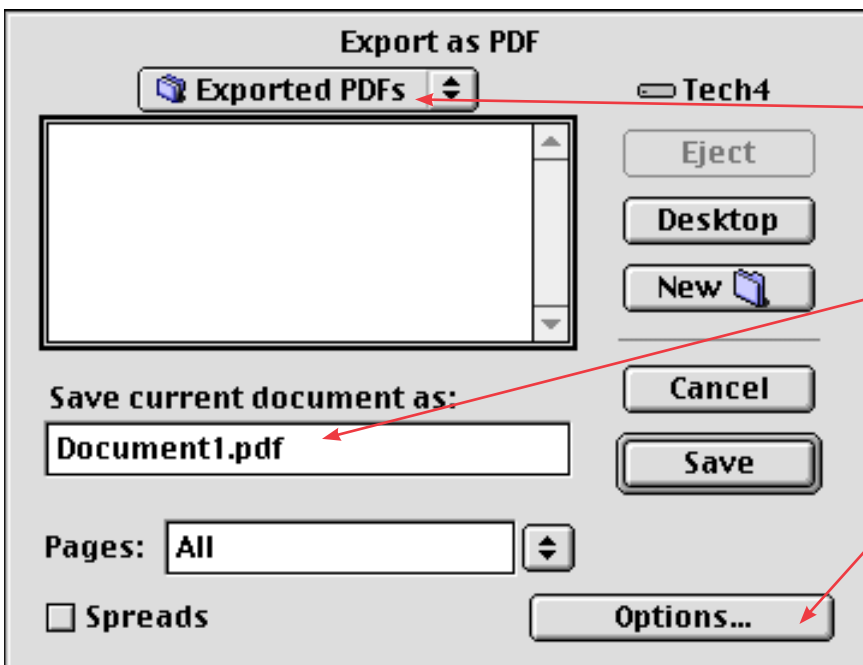 Export as PDF
Exported PDFs
Tech4
Eject
Desktop
New
Save current document as:
Cancel
Document1.pdf
Save
Pages: All
Spreads
Options...